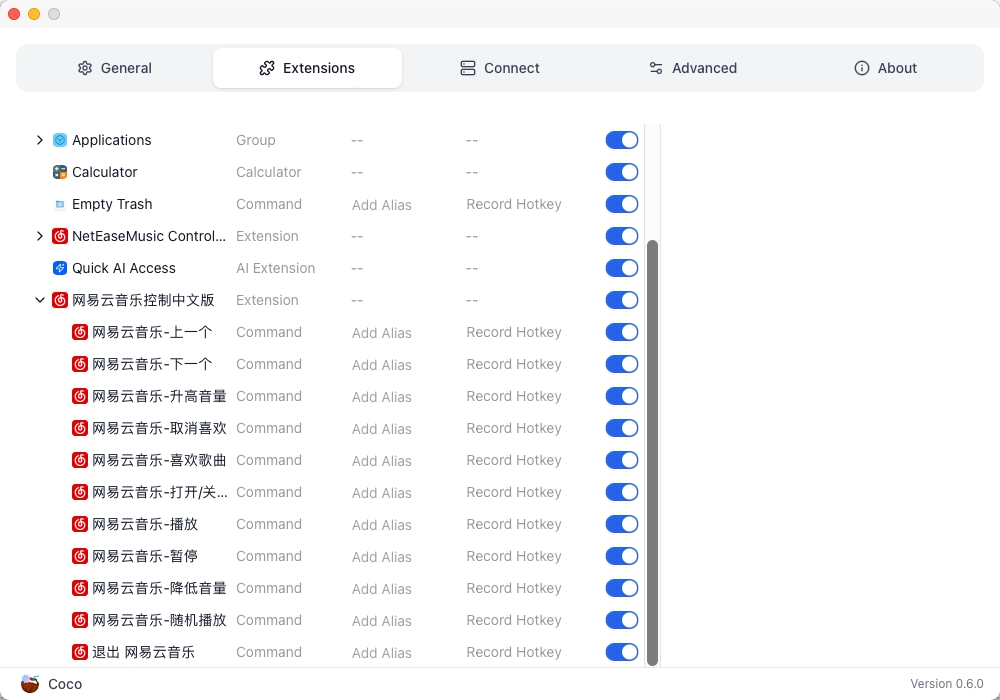 General Extensions Connect Advanced About
Applications Group -- --
Calculator Calculator -- --
Empty Trash Command Add Alias Record Hotkey
NetEaseMusic Control... Extension -- --
Quick AI Access AI Extension -- --
网易云音乐控制中文版 Extension -- --
网易云音乐-上一个 Command Add Alias Record Hotkey
网易云音乐-下一个 Command Add Alias Record Hotkey
网易云音乐-升高音量 Command Add Alias Record Hotkey
网易云音乐-取消喜欢 Command Add Alias Record Hotkey
网易云音乐-喜欢歌曲 Command Add Alias Record Hotkey
网易云音乐-打开/关... Command Add Alias Record Hotkey
网易云音乐-播放 Command Add Alias Record Hotkey
网易云音乐-暂停 Command Add Alias Record Hotkey
网易云音乐-降低音量 Command Add Alias Record Hotkey
网易云音乐-随机播放 Command Add Alias Record Hotkey
退出 网易云音乐 Command Add Alias Record Hotkey
Coco Version 0.6.0